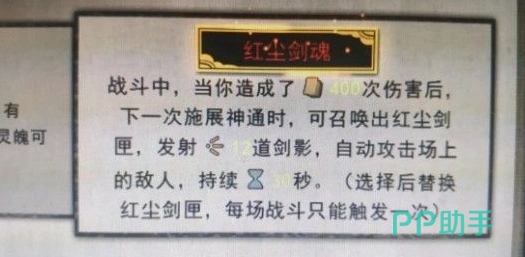 红尘剑魂
战斗中，当你造成了 400次伤害后，
下一次施展神通时，可召唤出红尘剑
匣，发射 12道剑影，自动攻击场上
的敌人，持续 30秒。（选择后替换
红尘剑匣，每场战斗只能触发一次）
有
灵魄可
PP助手